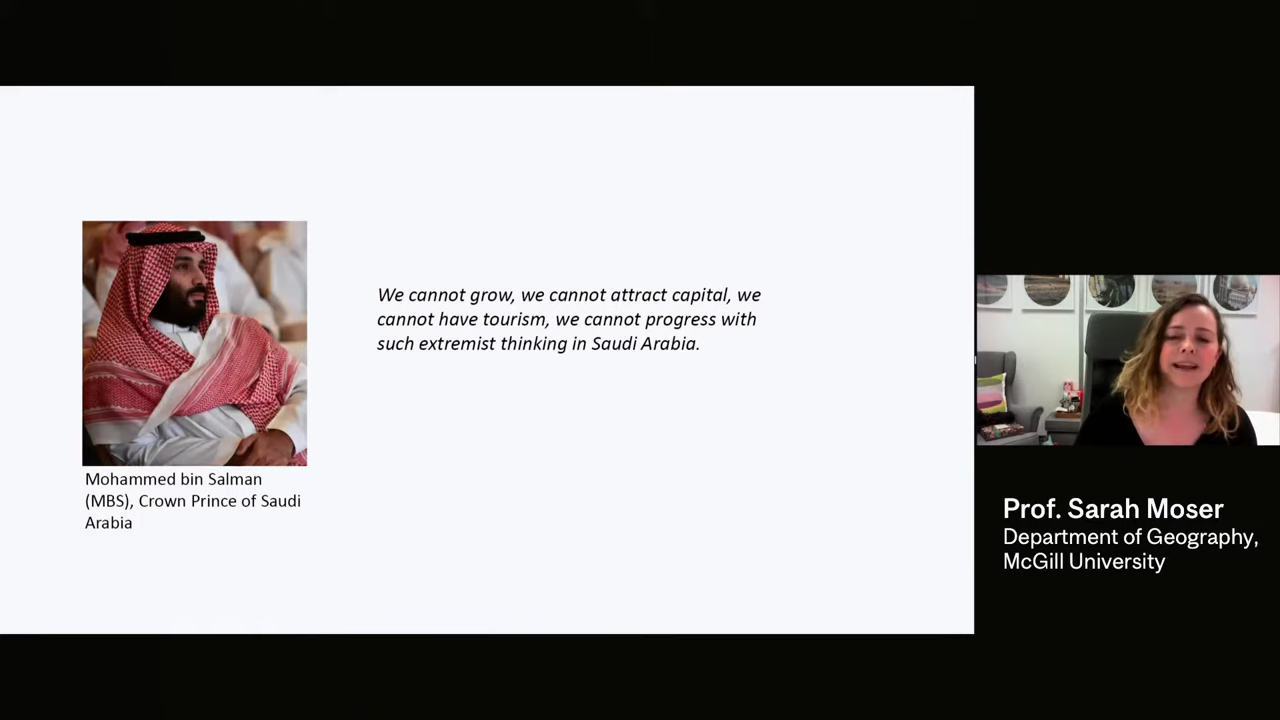 We cannot grow, we cannot attract capital, we
cannot have tourism, we cannot progress with
such extremist thinking in Saudi Arabia.
Mohammed bin Salman
(MBS), Crown Prince of Saudi
Arabia
Prof. Sarah Moser
Department of Geography,
McGill University